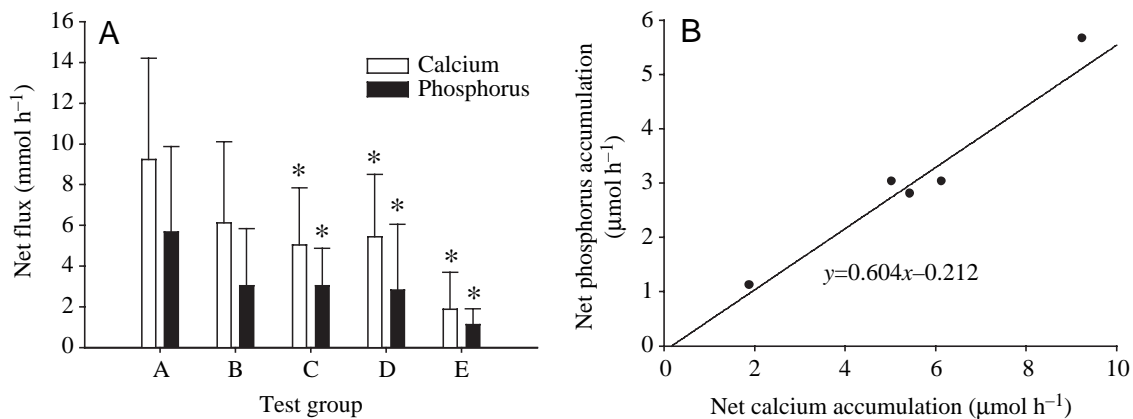 A
16
14
12
10
8
6
4
2
0
Net flux (mmol h⁻¹)
Calcium
Phosphorus
* * * * * *
A B C D E
Test group
B
6
5
4
3
2
1
0
Net phosphorus accumulation
(μmol h⁻¹)
y=0.604x–0.212
2 4 6 8 10
Net calcium accumulation (μmol h⁻¹)